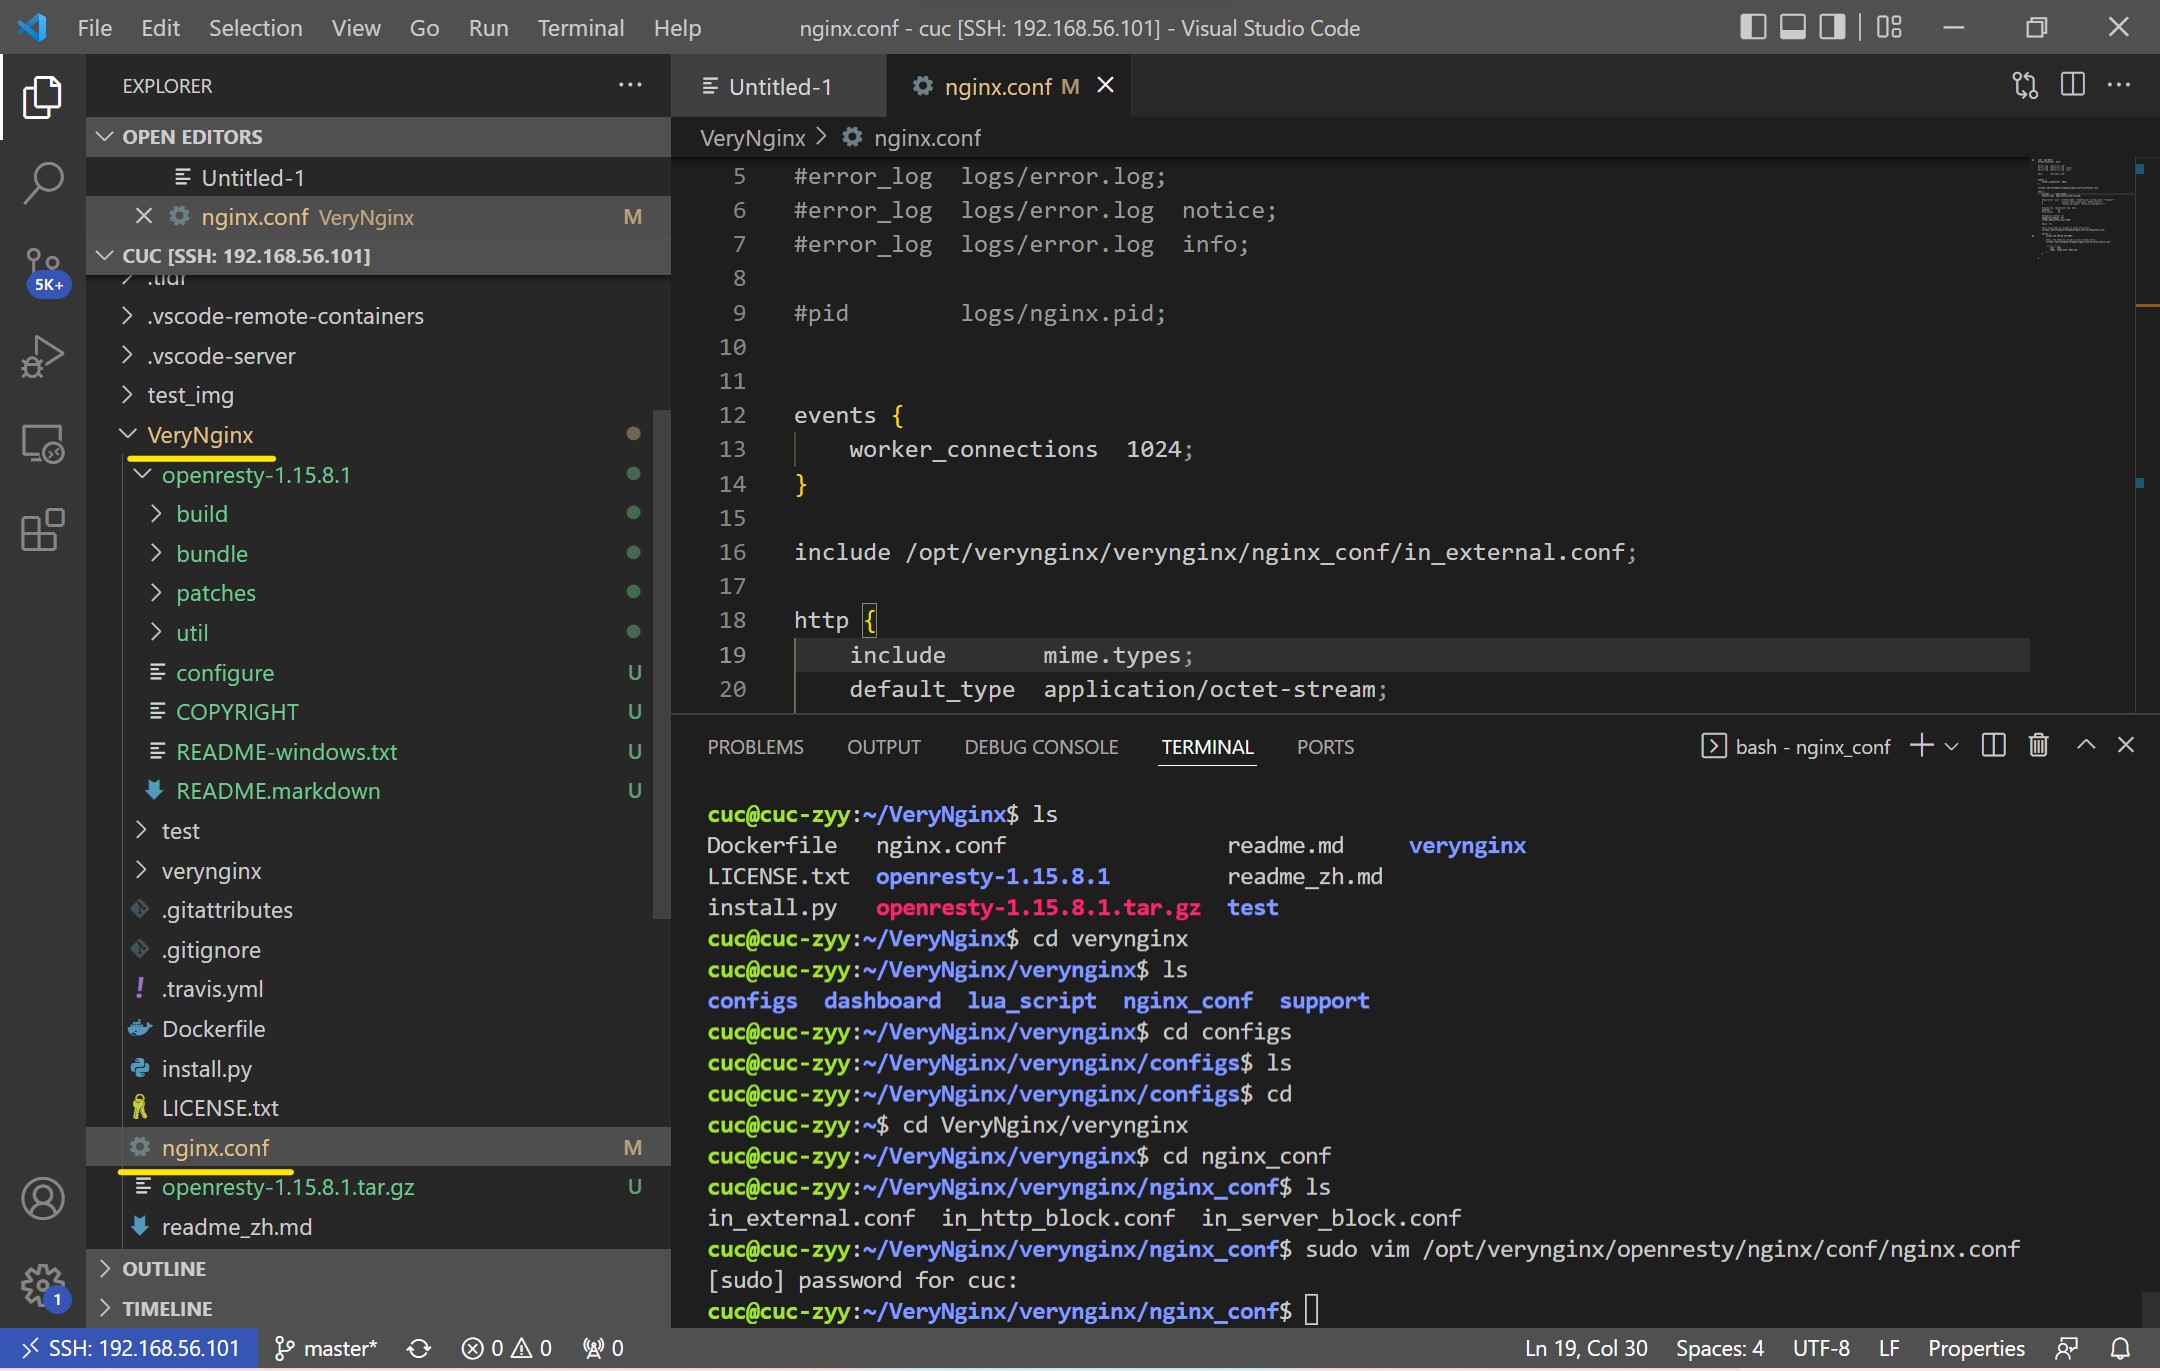 File Edit Selection View Go Run Terminal Help nginx.conf - cuc [SSH: 192.168.56.101] - Visual Studio Code
EXPLORER
OPEN EDITORS
Untitled-1
nginx.conf VeryNginx M
CUC [SSH: 192.168.56.101]
5K+
.tldr
.vscode-remote-containers
.vscode-server
test_img
VeryNginx
openresty-1.15.8.1
build
bundle
patches
util
configure U
COPYRIGHT U
README-windows.txt U
README.markdown U
test
verynginx
.gitattributes
.gitignore
.travis.yml
Dockerfile
install.py
LICENSE.txt
nginx.conf M
openresty-1.15.8.1.tar.gz U
readme_zh.md
OUTLINE
TIMELINE
1
Untitled-1 nginx.conf M
VeryNginx > nginx.conf
5 #error_log  logs/error.log;
6 #error_log  logs/error.log  notice;
7 #error_log  logs/error.log  info;
8
9 #pid        logs/nginx.pid;
10
11
12 events {
13     worker_connections  1024;
14 }
15
16 include /opt/verynginx/verynginx/nginx_conf/in_external.conf;
17
18 http {
19     include       mime.types;
20     default_type  application/octet-stream;
PROBLEMS OUTPUT DEBUG CONSOLE TERMINAL PORTS bash - nginx_conf
cuc@cuc-zyy:~/VeryNginx$ ls
Dockerfile   nginx.conf                 readme.md     verynginx
LICENSE.txt  openresty-1.15.8.1         readme_zh.md
install.py   openresty-1.15.8.1.tar.gz  test
cuc@cuc-zyy:~/VeryNginx$ cd verynginx
cuc@cuc-zyy:~/VeryNginx/verynginx$ ls
configs  dashboard  lua_script  nginx_conf  support
cuc@cuc-zyy:~/VeryNginx/verynginx$ cd configs
cuc@cuc-zyy:~/VeryNginx/verynginx/configs$ ls
cuc@cuc-zyy:~/VeryNginx/verynginx/configs$ cd
cuc@cuc-zyy:~$ cd VeryNginx/verynginx
cuc@cuc-zyy:~/VeryNginx/verynginx$ cd nginx_conf
cuc@cuc-zyy:~/VeryNginx/verynginx/nginx_conf$ ls
in_external.conf  in_http_block.conf  in_server_block.conf
cuc@cuc-zyy:~/VeryNginx/verynginx/nginx_conf$ sudo vim /opt/verynginx/openresty/nginx/conf/nginx.conf
[sudo] password for cuc:
cuc@cuc-zyy:~/VeryNginx/verynginx/nginx_conf$
SSH: 192.168.56.101 master* 0 0 0 Ln 19, Col 30 Spaces: 4 UTF-8 LF Properties